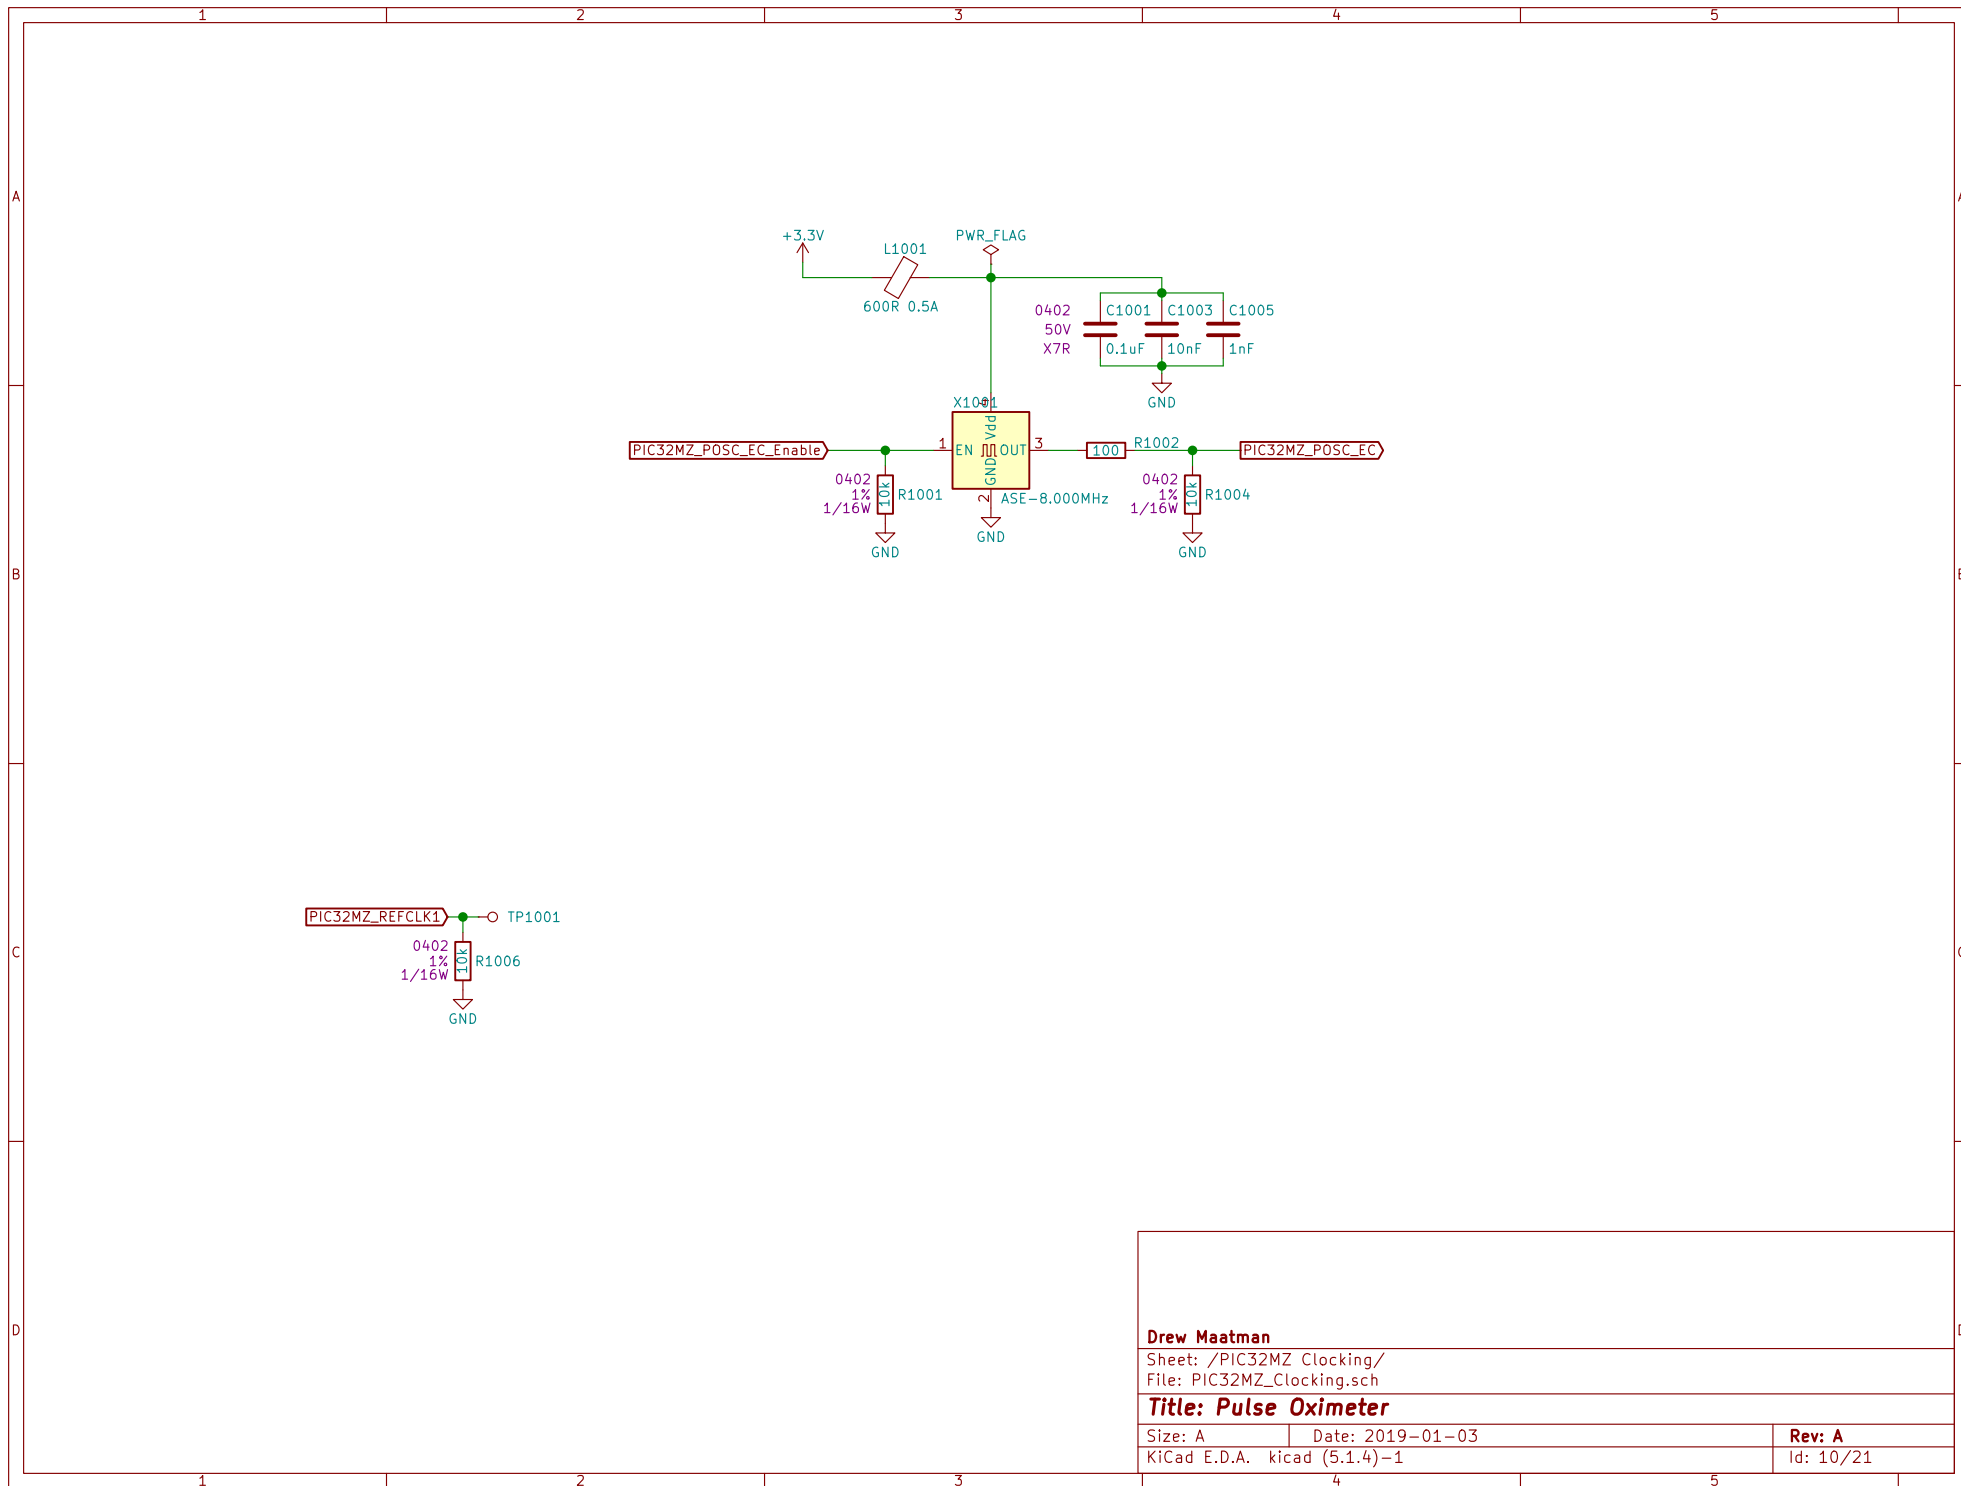 1 2 3 4 5
A
+3.3V
PWR_FLAG
L1001
600R 0.5A
0402 C1001 C1003 C1005
50V
X7R 0.1uF 10nF 1nF
GND
X1001 4
PIC32MZ_POSC_EC_Enable 1 EN Vdd GND OUT 3 100 R1002 PIC32MZ_POSC_EC
0402
1%
1/16W
10k R1001
GND
2 ASE-8.000MHz
GND
0402
1%
1/16W
10k R1004
GND
B
PIC32MZ_REFCLK1 TP1001
0402
1%
1/16W
10k R1006
GND
C
D
Drew Maatman
Sheet: /PIC32MZ Clocking/
File: PIC32MZ_Clocking.sch
Title: Pulse Oximeter
Size: A Date: 2019-01-03 Rev: A
KiCad E.D.A. kicad (5.1.4)-1 Id: 10/21
1 2 3 4 5